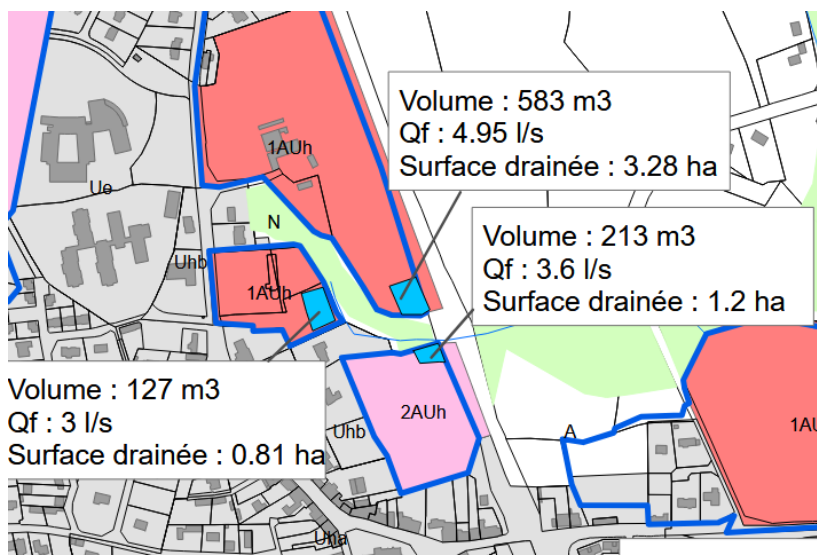 Volume : 583 m3
Qf : 4.95 l/s
Surface drainée : 3.28 ha
1AUh
Ue
N
Volume : 213 m3
Qf : 3.6 l/s
Surface drainée : 1.2 ha
Uhb
1AUh
Volume : 127 m3
Qf : 3 l/s
Surface drainée : 0.81 ha
2AUh
Uhb
A
1AU
Uha